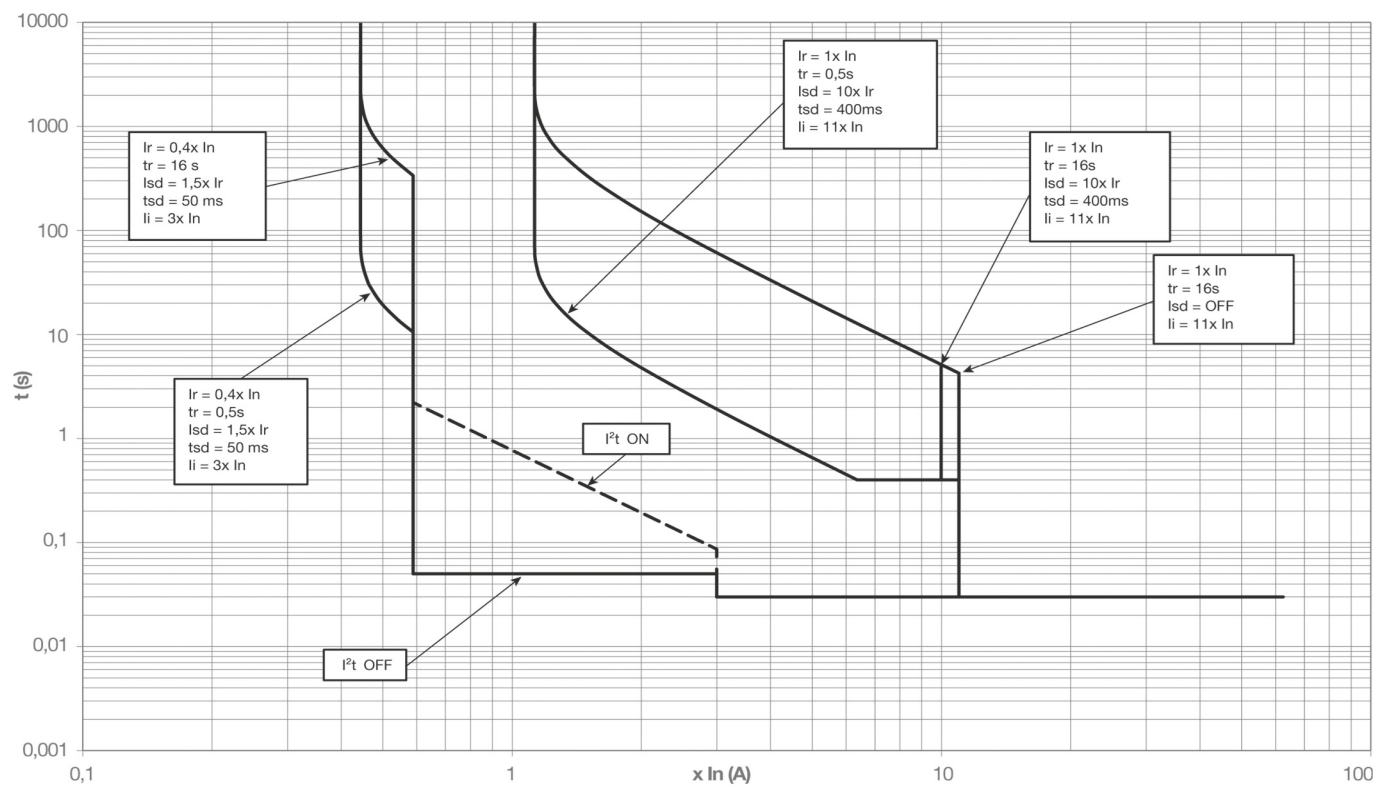 10000
1000
100
10
1
0,1
0,01
0,001
t (s)
0,1
1
10
100
x In (A)
Ir = 0,4x In
tr = 16 s
Isd = 1,5x Ir
tsd = 50 ms
Ii = 3x In
Ir = 0,4x In
tr = 0,5s
Isd = 1,5x Ir
tsd = 50 ms
Ii = 3x In
I²t OFF
I²t ON
Ir = 1x In
tr = 0,5s
Isd = 10x Ir
tsd = 400ms
Ii = 11x In
Ir = 1x In
tr = 16s
Isd = 10x Ir
tsd = 400ms
Ii = 11x In
Ir = 1x In
tr = 16s
Isd = OFF
Ii = 11x In